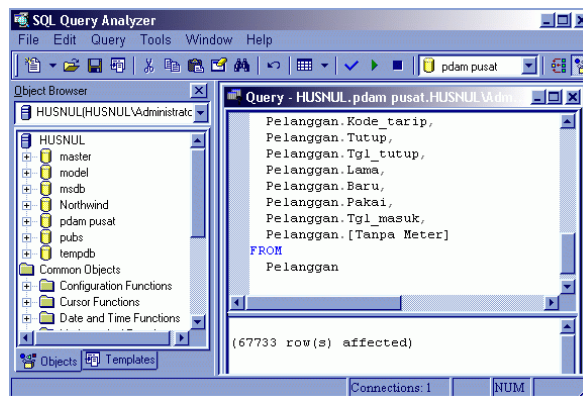 SQL Query Analyzer
File Edit Query Tools Window Help
pdam pusat
Object Browser
HUSNUL(HUSNUL\Administratc
HUSNUL
master
model
msdb
Northwind
pdam pusat
pubs
tempdb
Common Objects
Configuration Functions
Cursor Functions
Date and Time Functions
Objects
Templates
Query - HUSNUL.pdam pusat.HUSNUL\Adm...
Pelanggan.Kode_tarip,
Pelanggan.Tutup,
Pelanggan.Tgl_tutup,
Pelanggan.Lama,
Pelanggan.Baru,
Pelanggan.Pakai,
Pelanggan.Tgl_masuk,
Pelanggan.[Tanpa Meter]
FROM
Pelanggan
(67733 row(s) affected)
Connections: 1
NUM